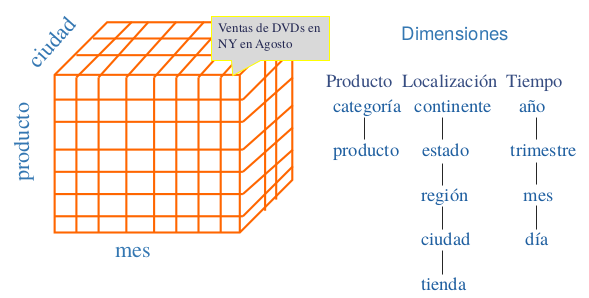 ciudad
Ventas de DVDs en
NY en Agosto
producto
mes
Dimensiones
Producto Localización Tiempo
categoría continente año
producto estado trimestre
región mes
ciudad día
tienda